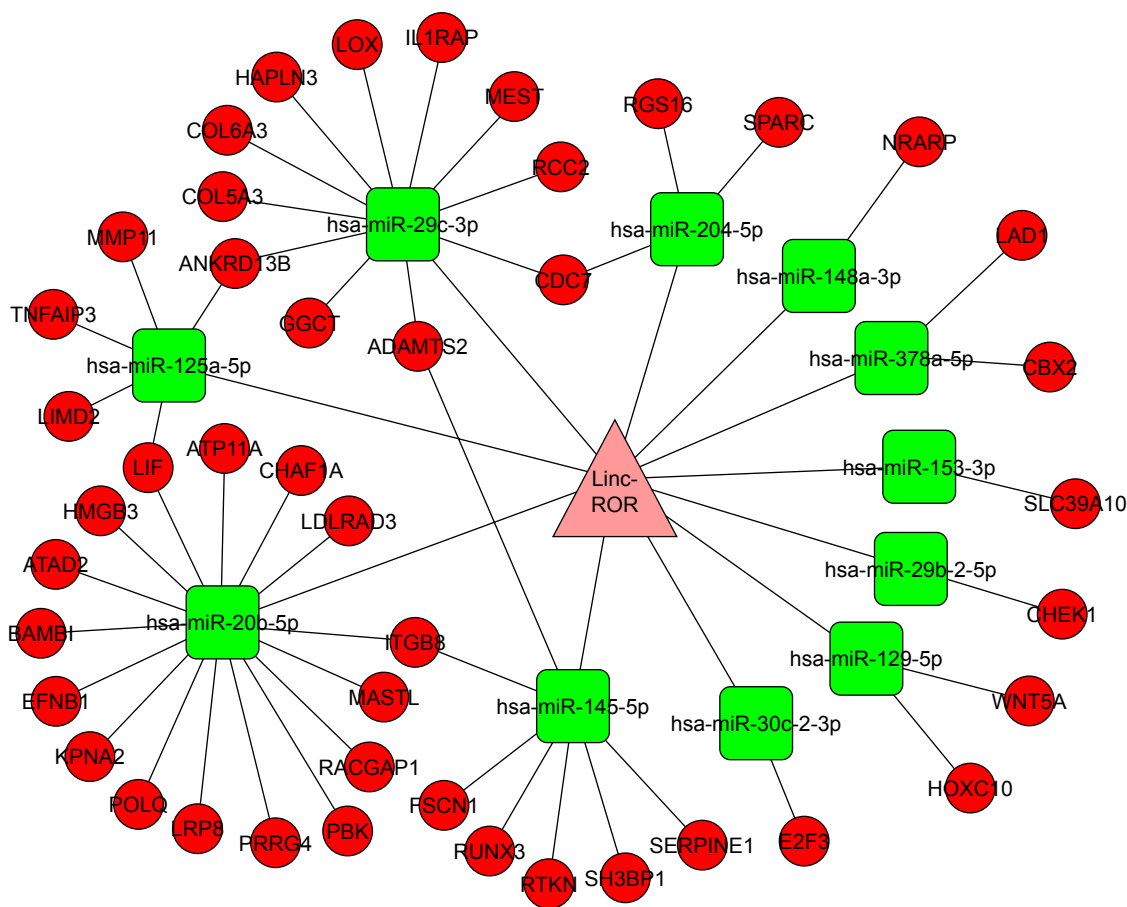 IL1RAP
LOX
HAPLN3
MEST
RGS16
SPARC
COL6A3
NRARP
RCC2
COL5A3
hsa-miR-29c-3p
hsa-miR-204-5p
LAD1
MMP11
ANKRD13B
hsa-miR-148a-3p
CDC7
TNFAIP3
GGCT
ADAMTS2
hsa-miR-378a-5p
hsa-miR-125a-5p
CBX2
LIMD2
ATP11A
LIF
CHAF1A
hsa-miR-153-3p
Linc-
ROR
SLC39A10
HMGB3
LDLRAD3
ATAD2
hsa-miR-29b-2-5p
CHEK1
hsa-miR-20b-5p
BAMBI
ITGB8
hsa-miR-129-5p
EFNB1
MASTL
WNT5A
hsa-miR-145-5p
hsa-miR-30c-2-3p
KPNA2
RACGAP1
HOXC10
POLQ
FSCN1
LRP8
PBK
PRRG4
E2F3
SERPINE1
RUNX3
SH3BP1
RTKN